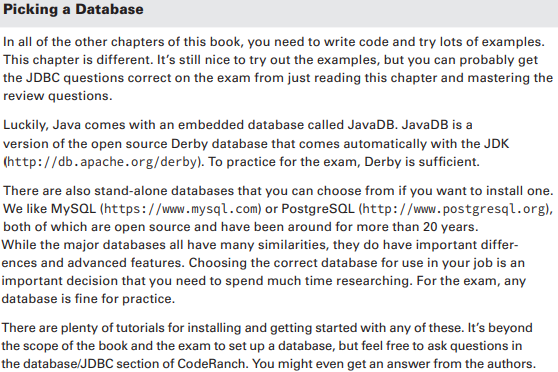 Picking a Database
In all of the other chapters of this book, you need to write code and try lots of examples.
This chapter is different. It's still nice to try out the examples, but you can probably get
the JDBC questions correct on the exam from just reading this chapter and mastering the
review questions.
Luckily, Java comes with an embedded database called JavaDB. JavaDB is a
version of the open source Derby database that comes automatically with the JDK
(http://db.apache.org/derby). To practice for the exam, Derby is sufficient.
There are also stand-alone databases that you can choose from if you want to install one.
We like MySQL (https://www.mysql.com) or PostgreSQL (http://www.postgresql.org),
both of which are open source and have been around for more than 20 years.
While the major databases all have many similarities, they do have important differ-
ences and advanced features. Choosing the correct database for use in your job is an
important decision that you need to spend much time researching. For the exam, any
database is fine for practice.
There are plenty of tutorials for installing and getting started with any of these. It's beyond
the scope of the book and the exam to set up a database, but feel free to ask questions in
the database/JDBC section of CodeRanch. You might even get an answer from the authors.